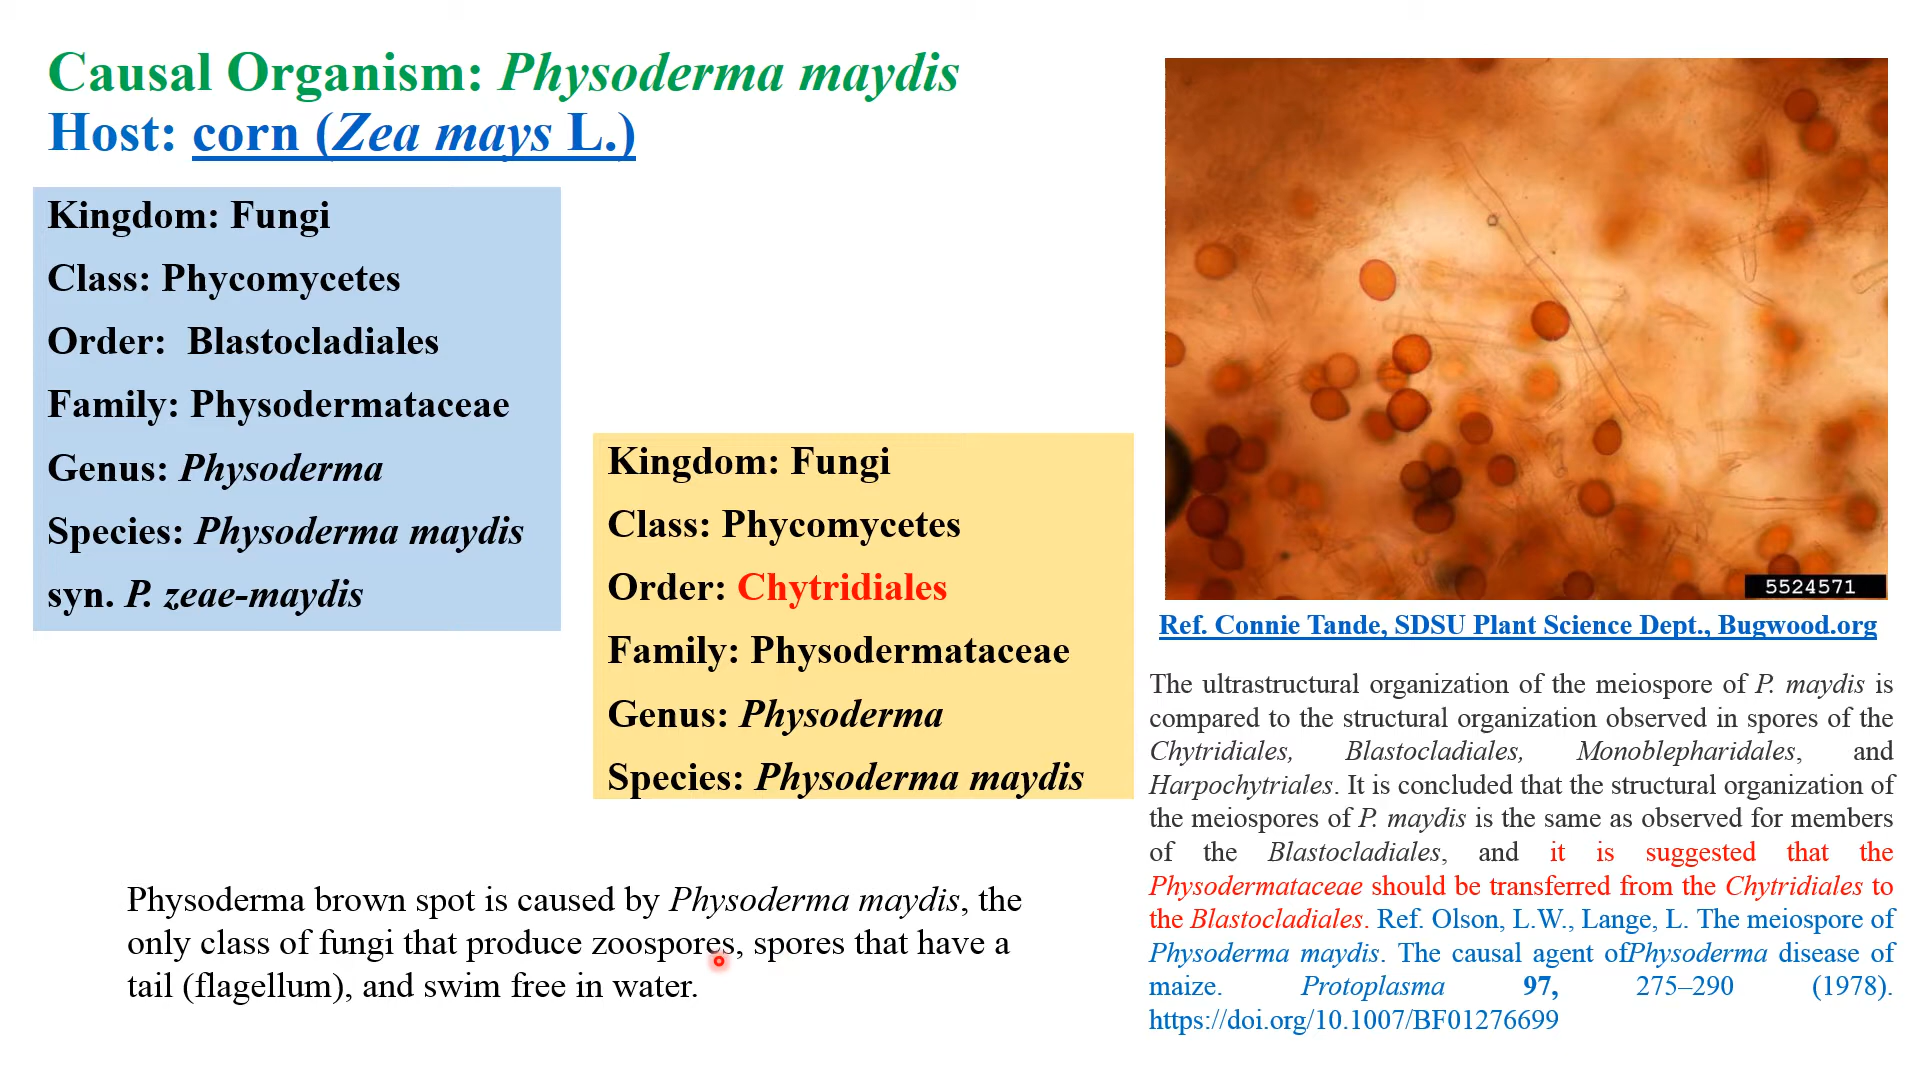 Causal Organism: Physoderma maydis
Host: corn (Zea mays L.)
Kingdom: Fungi
Class: Phycomycetes
Order:  Blastocladiales
Family: Physodermataceae
Genus: Physoderma
Species: Physoderma maydis
syn. P. zeae-maydis
Kingdom: Fungi
Class: Phycomycetes
Order: Chytridiales
Family: Physodermataceae
Genus: Physoderma
Species: Physoderma maydis
Physoderma brown spot is caused by Physoderma maydis, the
only class of fungi that produce zoospores, spores that have a
tail (flagellum), and swim free in water.
5524571
Ref. Connie Tande, SDSU Plant Science Dept., Bugwood.org
The ultrastructural organization of the meiospore of P. maydis is
compared to the structural organization observed in spores of the
Chytridiales, Blastocladiales, Monoblepharidales, and
Harpochytriales. It is concluded that the structural organization of
the meiospores of P. maydis is the same as observed for members
of the Blastocladiales, and it is suggested that the
Physodermataceae should be transferred from the Chytridiales to
the Blastocladiales. Ref. Olson, L.W., Lange, L. The meiospore of
Physoderma maydis. The causal agent ofPhysoderma disease of
maize. Protoplasma 97, 275–290 (1978).
https://doi.org/10.1007/BF01276699